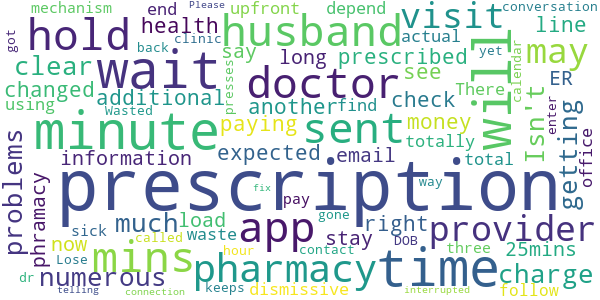 mechanism end upfront depend conversation
got health Please
hold husband visit line
back clinic say actual
clear wait long prescribed yet may
changed additional doctor see There calendar
using Wasted another find check presses ER
minute sent will Isn't enter
paying money getting office
problems information expected email totally total
prescription
phramacy much load app pay fix gone right way provider
now sick called waste stay DOB three 25mins
mins pharmacy time charge
numerous Lose hour contact
dr keeps dismissive follow
telling connection interrupted